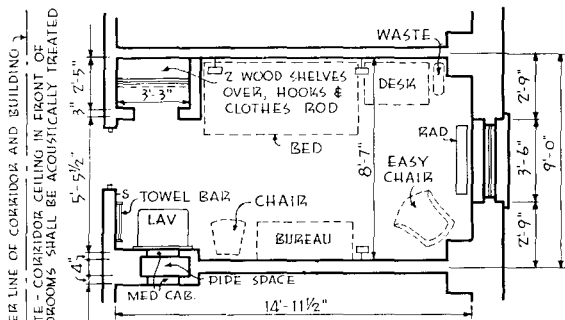 ER LINE OF CORRIDOR AND BUILDING
TE - CORRIDOR CEILING IN FRONT OF
DROOMS SHALL BE ACOUSTICALLY TREATED
WASTE
2 WOOD SHELVES
OVER, HOOKS &
CLOTHES ROD
DESK
2'-5"
3'-3"
3"
BED
8'-7"
RAD
2'-9"
3'-6"
9'-0"
2'-9"
5'-5½"
EASY
CHAIR
S
TOWEL BAR
CHAIR
LAV
BUREAU
4"
PIPE SPACE
MED CAB.
14'-11½"